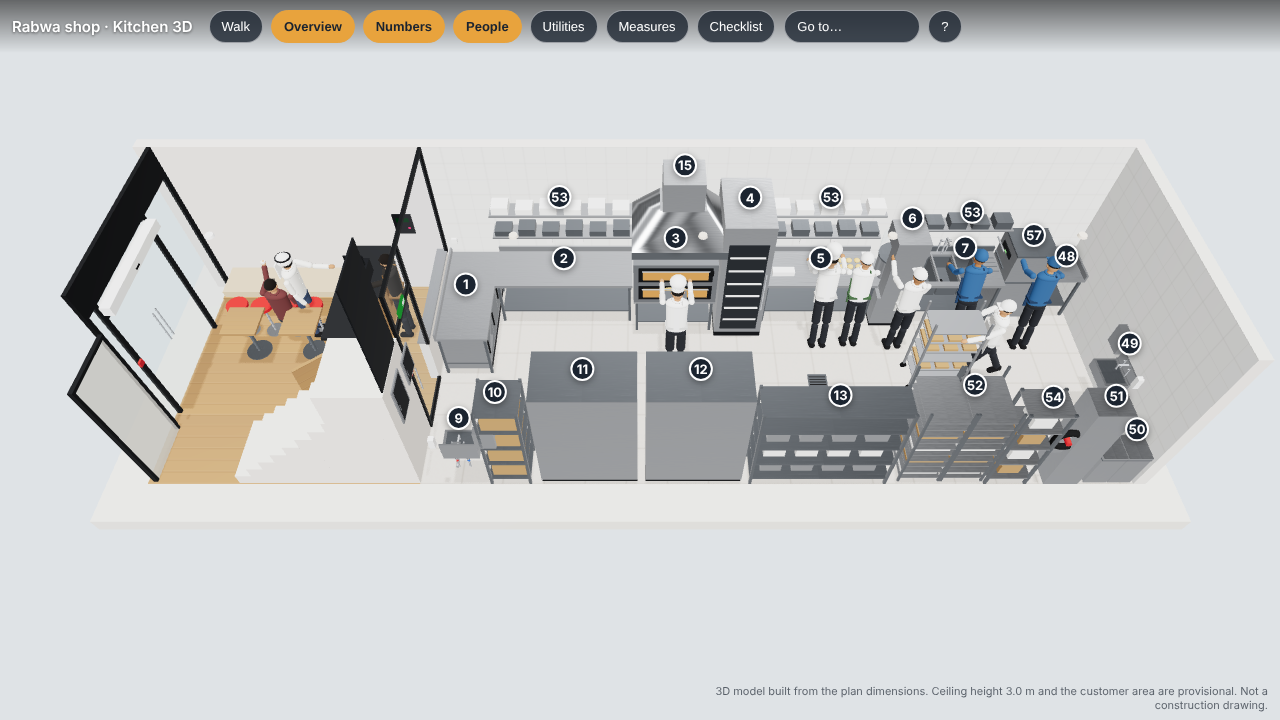 Rabwa shop · Kitchen 3D
Walk
Overview
Numbers
People
Utilities
Measures
Checklist
Go to…
?
15
53
4
53
53
6
57
3
7
48
2
5
1
49
11
12
10
52
13
54
51
9
50
3D model built from the plan dimensions. Ceiling height 3.0 m and the customer area are provisional. Not a
construction drawing.